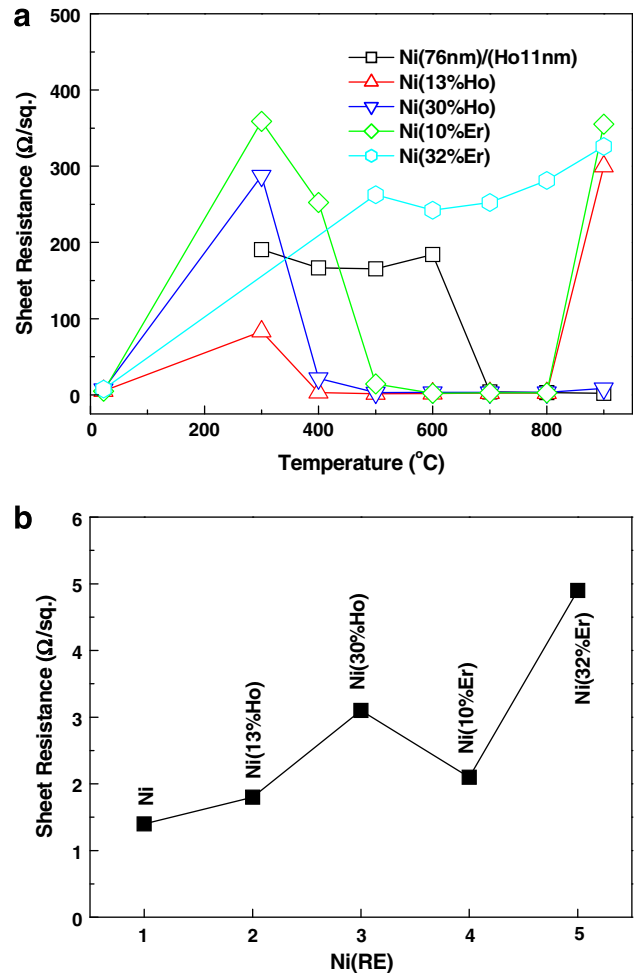 a
500
400
300
200
100
0
Sheet Resistance (Ω/sq.)
Ni(76nm)/(Ho11nm)
Ni(13%Ho)
Ni(30%Ho)
Ni(10%Er)
Ni(32%Er)
0 200 400 600 800
Temperature (°C)
b
6
5
4
3
2
1
0
Sheet Resistance (Ω/sq.)
Ni
Ni(13%Ho)
Ni(30%Ho)
Ni(10%Er)
Ni(32%Er)
1 2 3 4 5
Ni(RE)